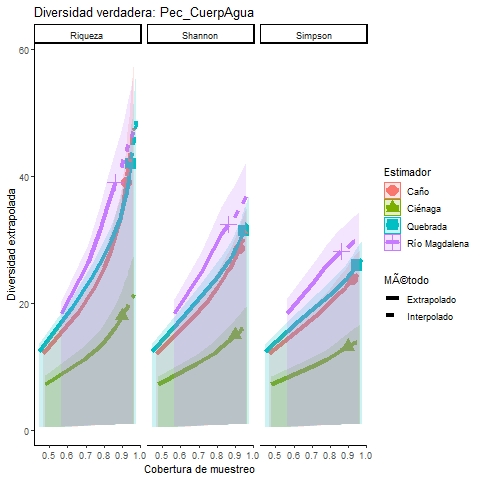 Diversidad verdadera: Pec_CuerpAgua
Riqueza
Shannon
Simpson
60
40
20
0
Diversidad extrapolada
0.5 0.6 0.7 0.8 0.9 1.0
0.5 0.6 0.7 0.8 0.9 1.0
0.5 0.6 0.7 0.8 0.9 1.0
Cobertura de muestreo
Estimador
Caño
Ciénaga
Quebrada
Río Magdalena
MÃ©todo
Extrapolado
Interpolado